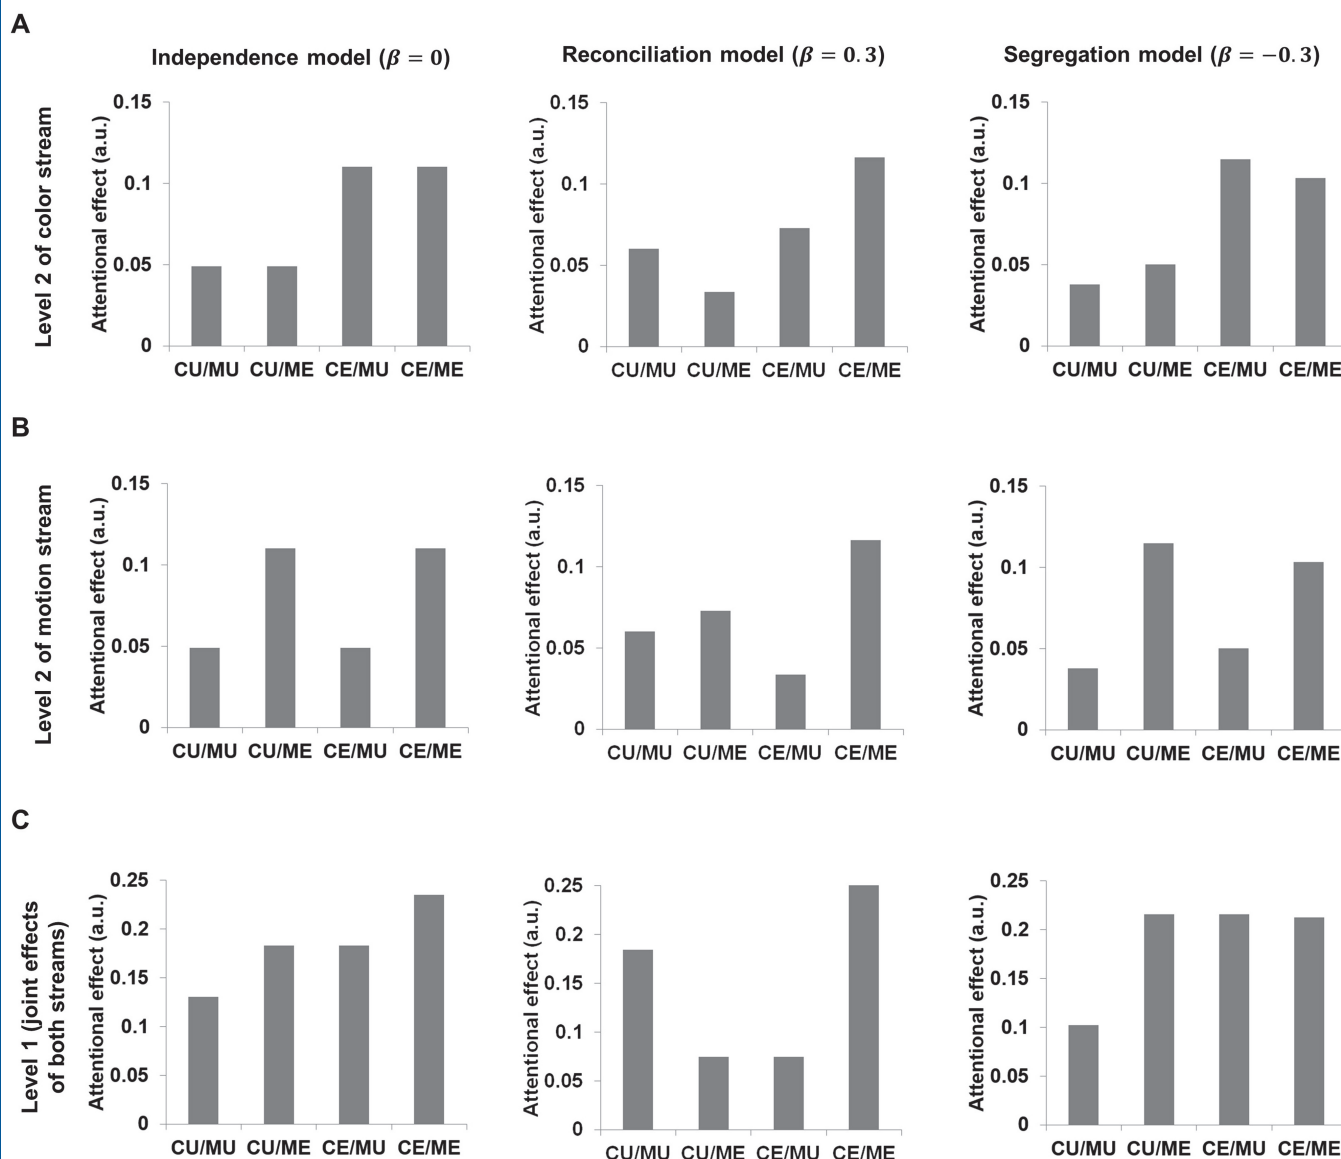 A
Independence model (β = 0)
Reconciliation model (β = 0.3)
Segregation model (β = −0.3)
Level 2 of color stream
Attentional effect (a.u.)
0.15
0.1
0.05
0
CU/MU CU/ME CE/MU CE/ME
Attentional effect (a.u.)
0.15
0.1
0.05
0
CU/MU CU/ME CE/MU CE/ME
Attentional effect (a.u.)
0.15
0.1
0.05
0
CU/MU CU/ME CE/MU CE/ME
B
Level 2 of motion stream
Attentional effect (a.u.)
0.15
0.1
0.05
0
CU/MU CU/ME CE/MU CE/ME
Attentional effect (a.u.)
0.15
0.1
0.05
0
CU/MU CU/ME CE/MU CE/ME
Attentional effect (a.u.)
0.15
0.1
0.05
0
CU/MU CU/ME CE/MU CE/ME
C
Level 1 (joint effects
of both streams)
Attentional effect (a.u.)
0.25
0.2
0.15
0.1
0.05
0
CU/MU CU/ME CE/MU CE/ME
Attentional effect (a.u.)
0.25
0.2
0.15
0.1
0.05
0
CU/MU CU/ME CE/MU CE/ME
Attentional effect (a.u.)
0.25
0.2
0.15
0.1
0.05
0
CU/MU CU/ME CE/MU CE/ME